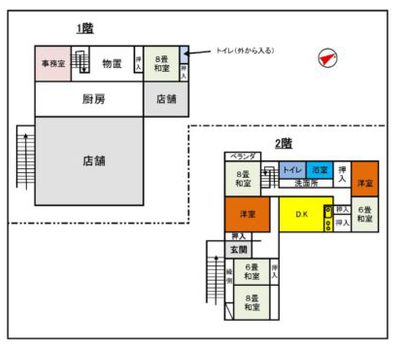 1階
トイレ(外から入る)
事務室
物置
押入
8畳
和室
押入
厨房
店舗
店舗
2階
ベランダ
8畳
和室
トイレ
浴室
押入
洗面所
洋室
洋室
D.K
押入
押入
6畳
和室
押入
玄関
縁側
6畳
和室
押入
8畳
和室